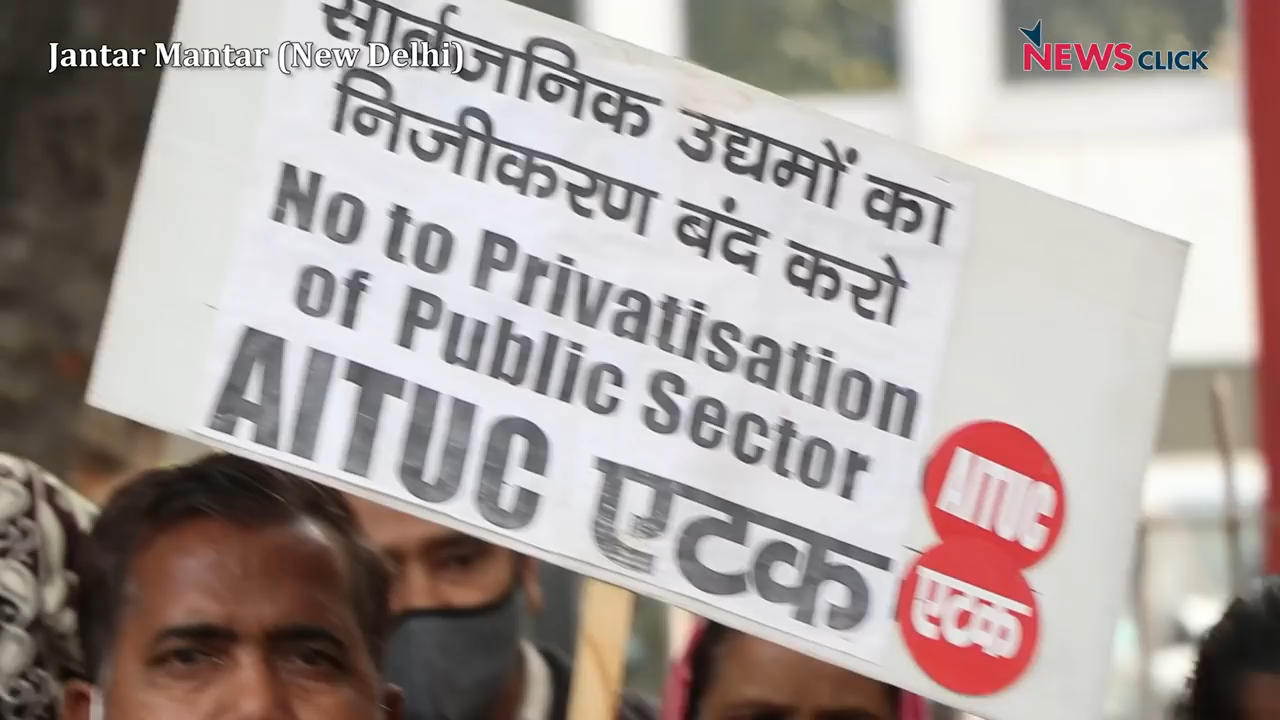 Jantar Mantar (New Delhi)
NEWSCLICK
सार्वजनिक उद्यमों का
निजीकरण बंद करो
No to Privatisation
of Public Sector
AITUC एटक
AITUC
एटक